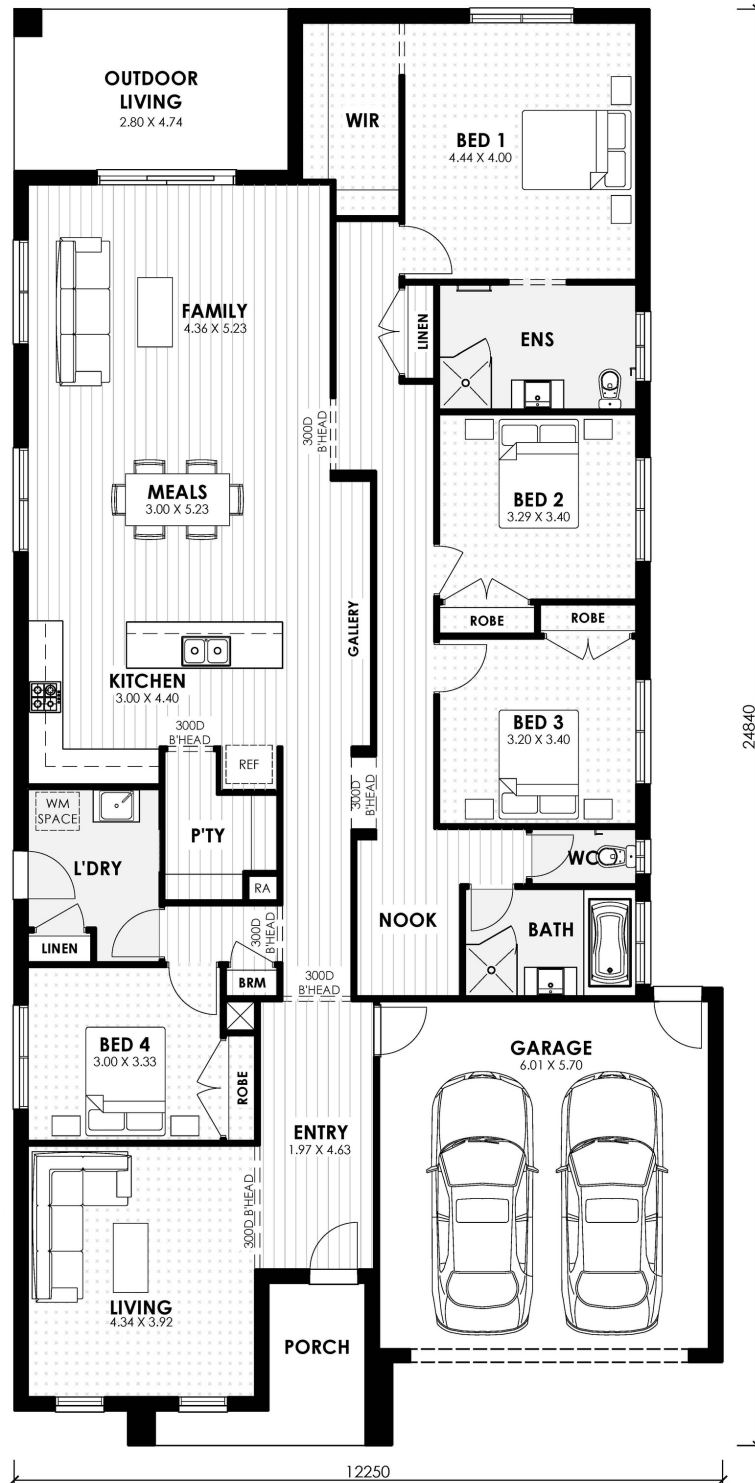 OUTDOOR
LIVING
2.80 X 4.74
WIR
BED 1
4.44 X 4.00
FAMILY
4.36 X 5.23
LINEN
ENS
300D
B'HEAD
MEALS
3.00 X 5.23
BED 2
3.29 X 3.40
GALLERY
ROBE
ROBE
KITCHEN
3.00 X 4.40
300D
B'HEAD
REF
BED 3
3.20 X 3.40
24840
300D
B'HEAD
WM
SPACE
P'TY
L'DRY
WC
RA
NOOK
BATH
LINEN
300D
B'HEAD
BRM
300D
B'HEAD
BED 4
3.00 X 3.33
ROBE
GARAGE
6.01 X 5.70
ENTRY
1.97 X 4.63
300D B'HEAD
LIVING
4.34 X 3.92
PORCH
12250